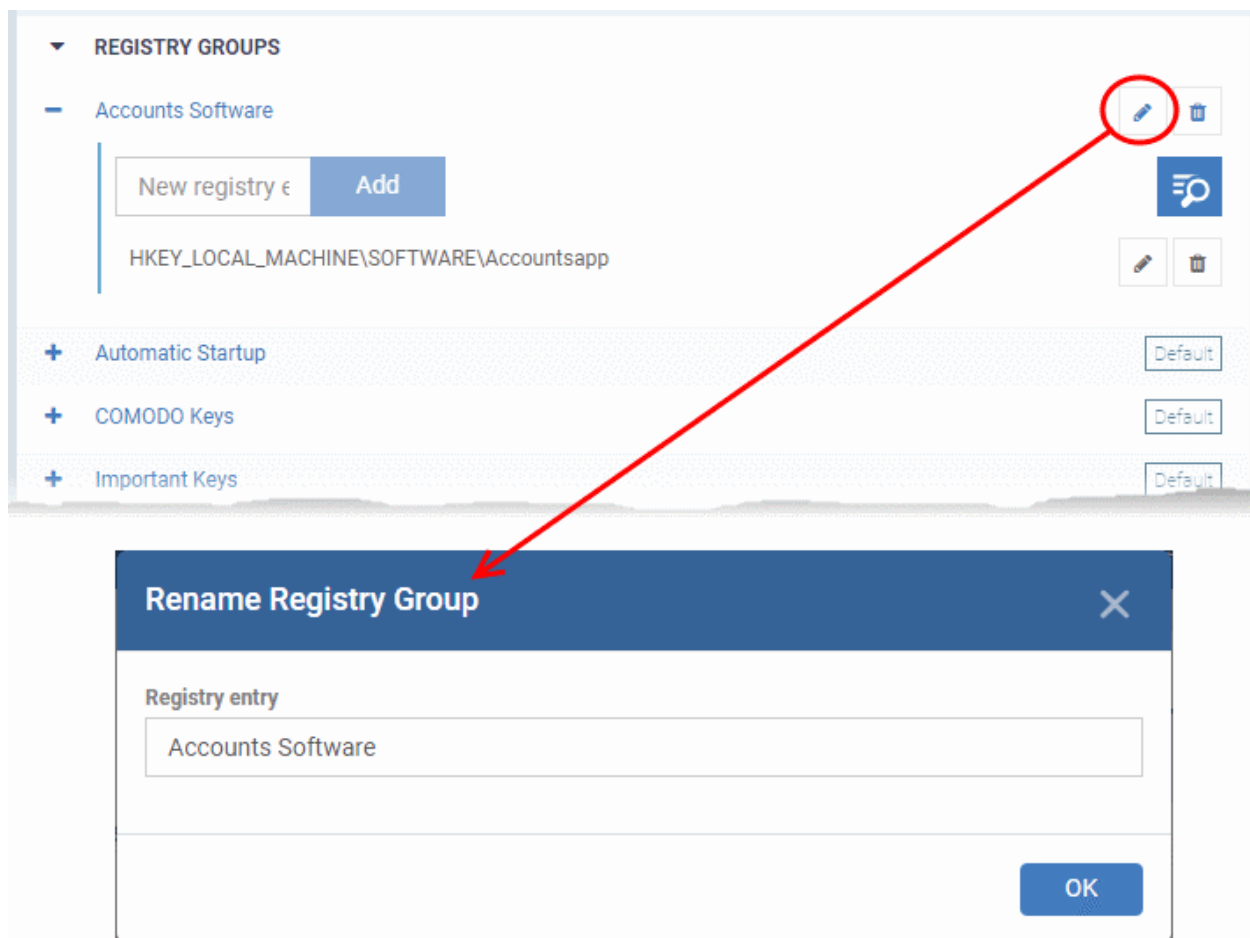 REGISTRY GROUPS
Accounts Software
New registry e Add
HKEY_LOCAL_MACHINE\SOFTWARE\Accountsapp
Automatic Startup Default
COMODO Keys Default
Important Keys Default
Rename Registry Group
Registry entry
Accounts Software
OK